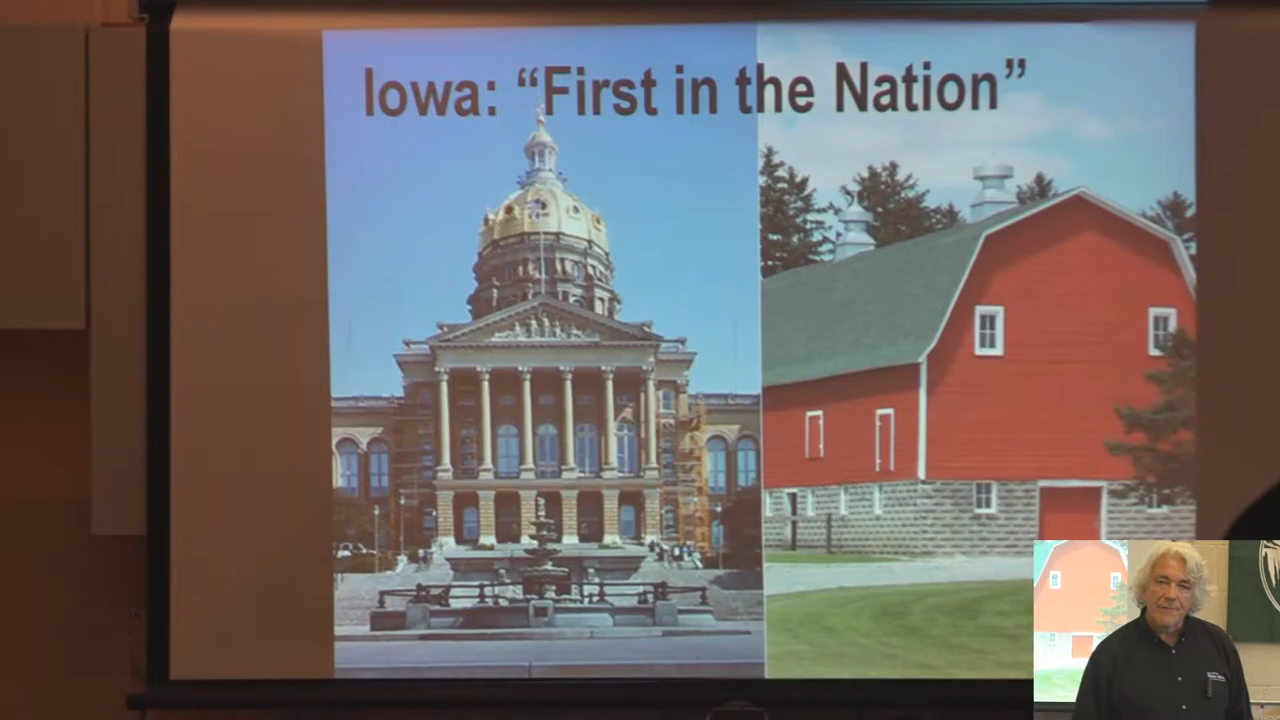 Iowa: “First in the Nation”